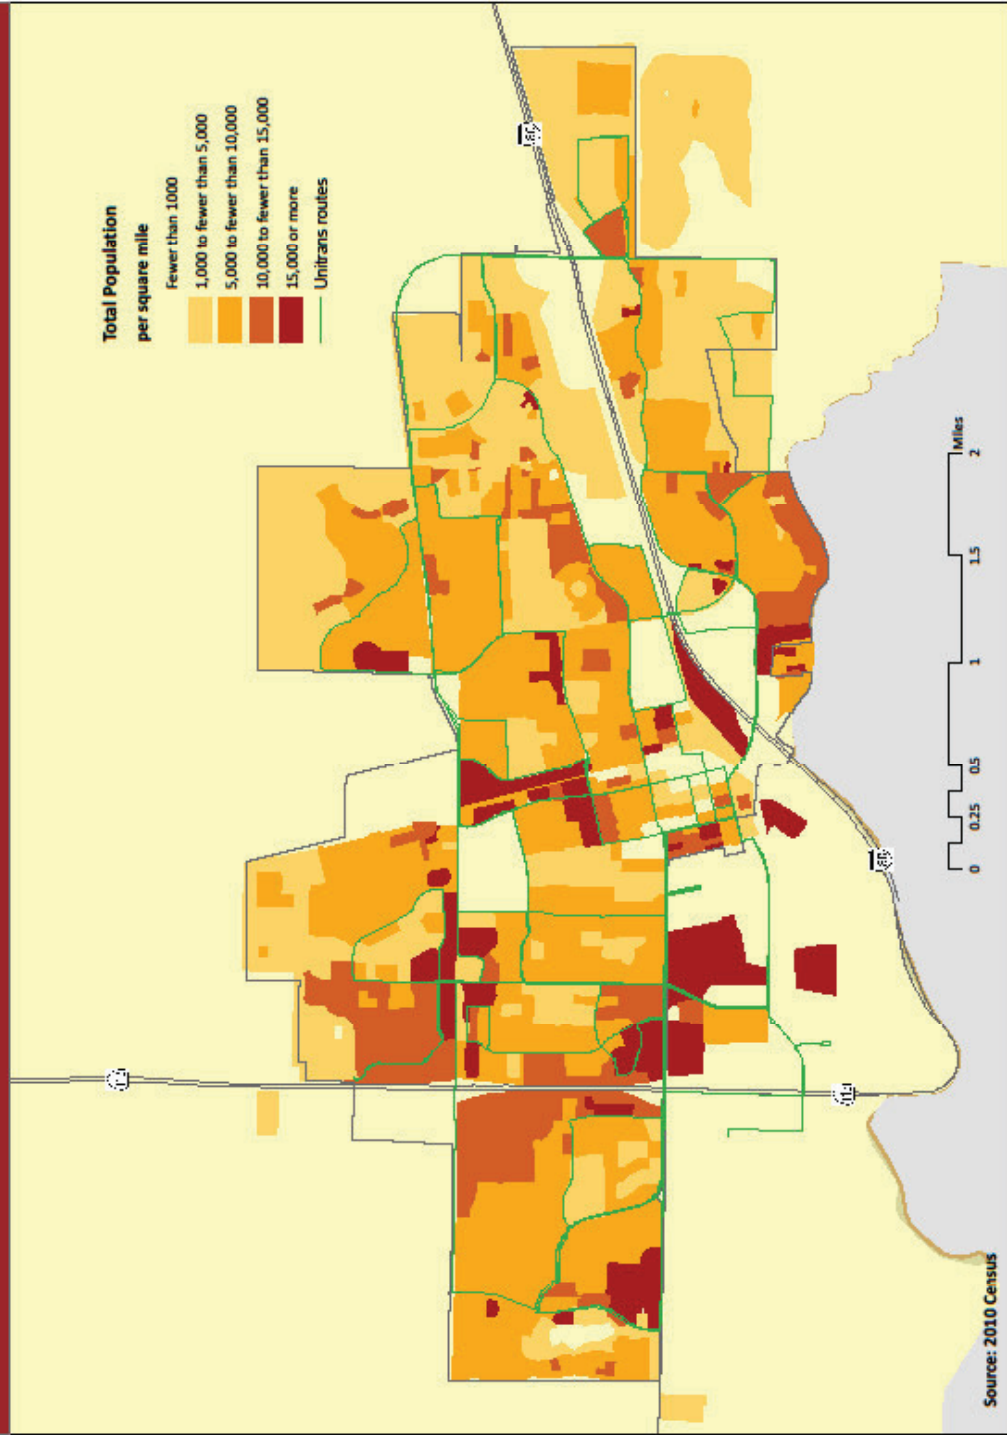 Total Population
per square mile
Fewer than 1000
1,000 to fewer than 5,000
5,000 to fewer than 10,000
10,000 to fewer than 15,000
15,000 or more
Unitrans routes
0 0.25 0.5 1 1.5 2
Miles
Source: 2010 Census